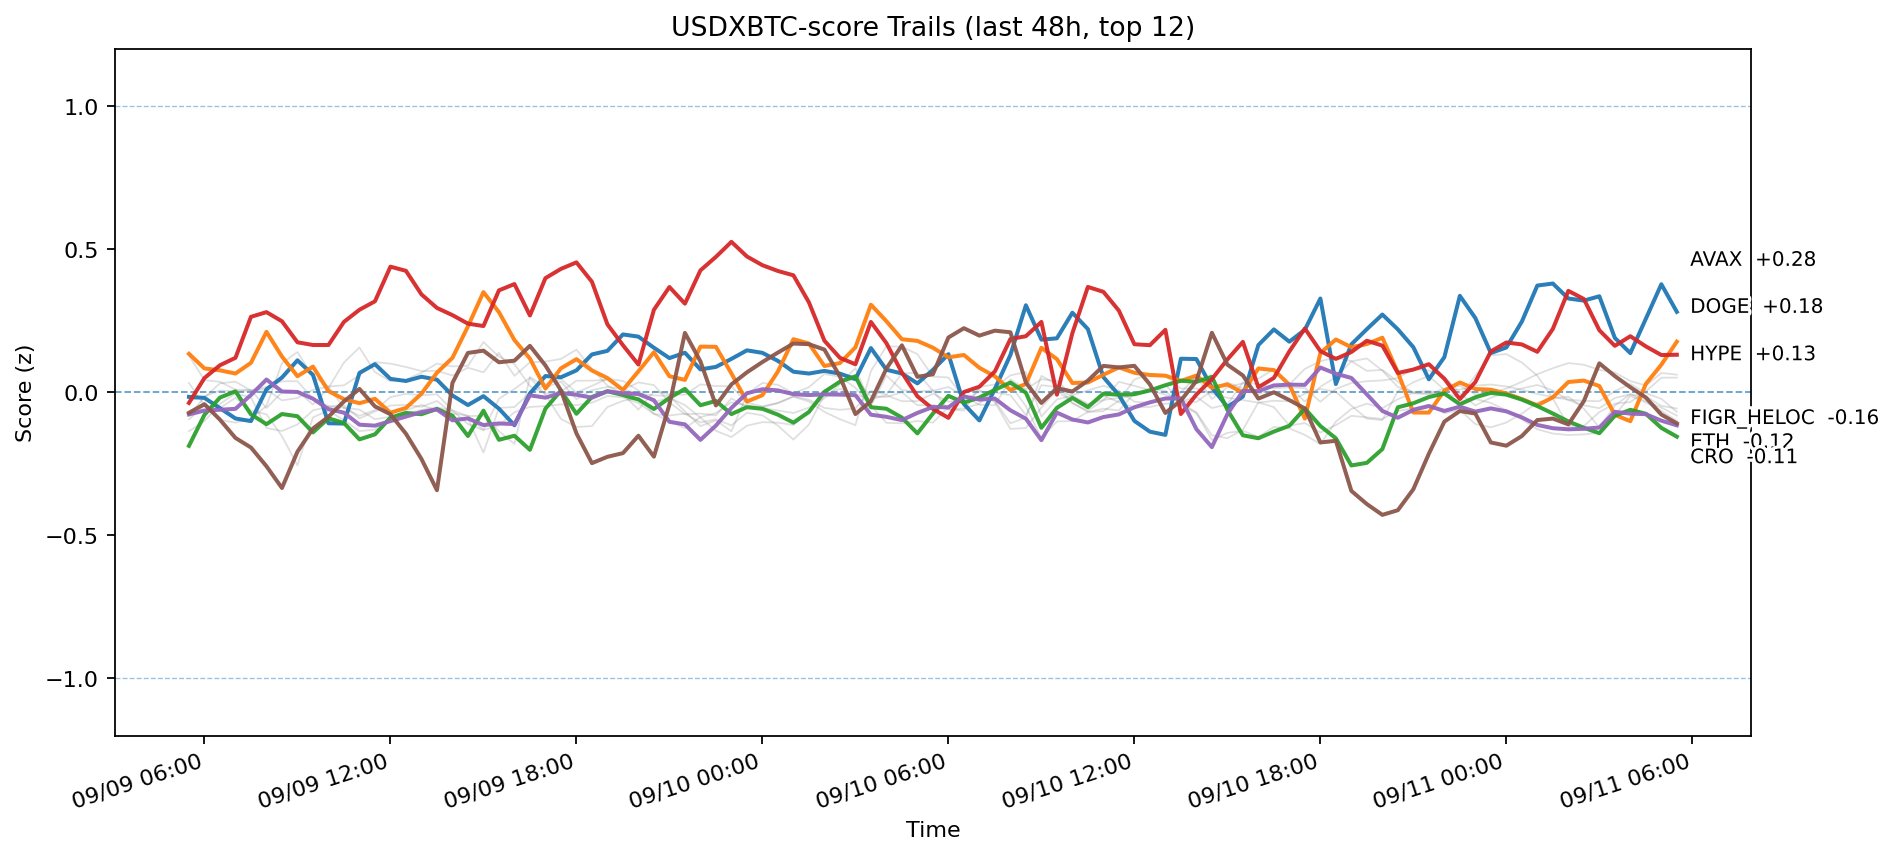 USDXBTC-score Trails (last 48h, top 12)
Score (z)
1.0
0.5
0.0
−0.5
−1.0
AVAX +0.28
DOGE +0.18
HYPE +0.13
FIGR_HELOC -0.16
ETH -0.12
CRO -0.11
09/09 06:00
09/09 12:00
09/09 18:00
09/10 00:00
09/10 06:00
09/10 12:00
09/10 18:00
09/11 00:00
09/11 06:00
Time